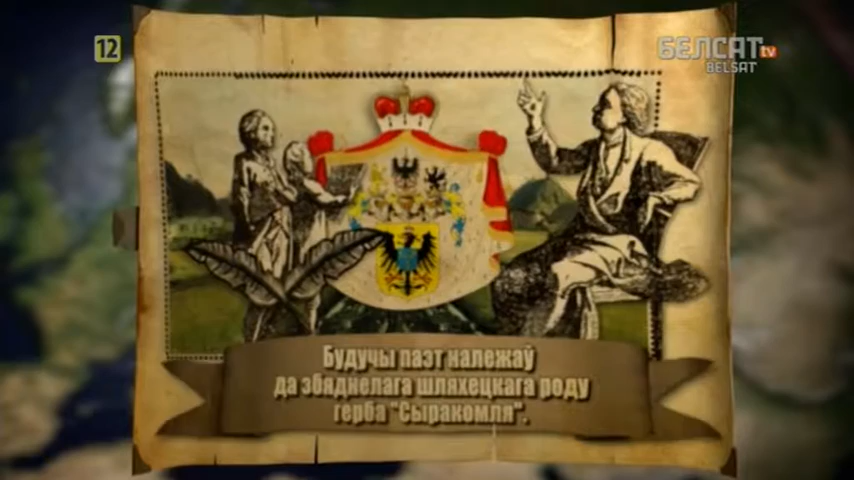 12
БЕЛСАТ tv
BELSAT
Будучы паэт належаў
да збяднелага шляхецкага роду
герба "Сыракомля".